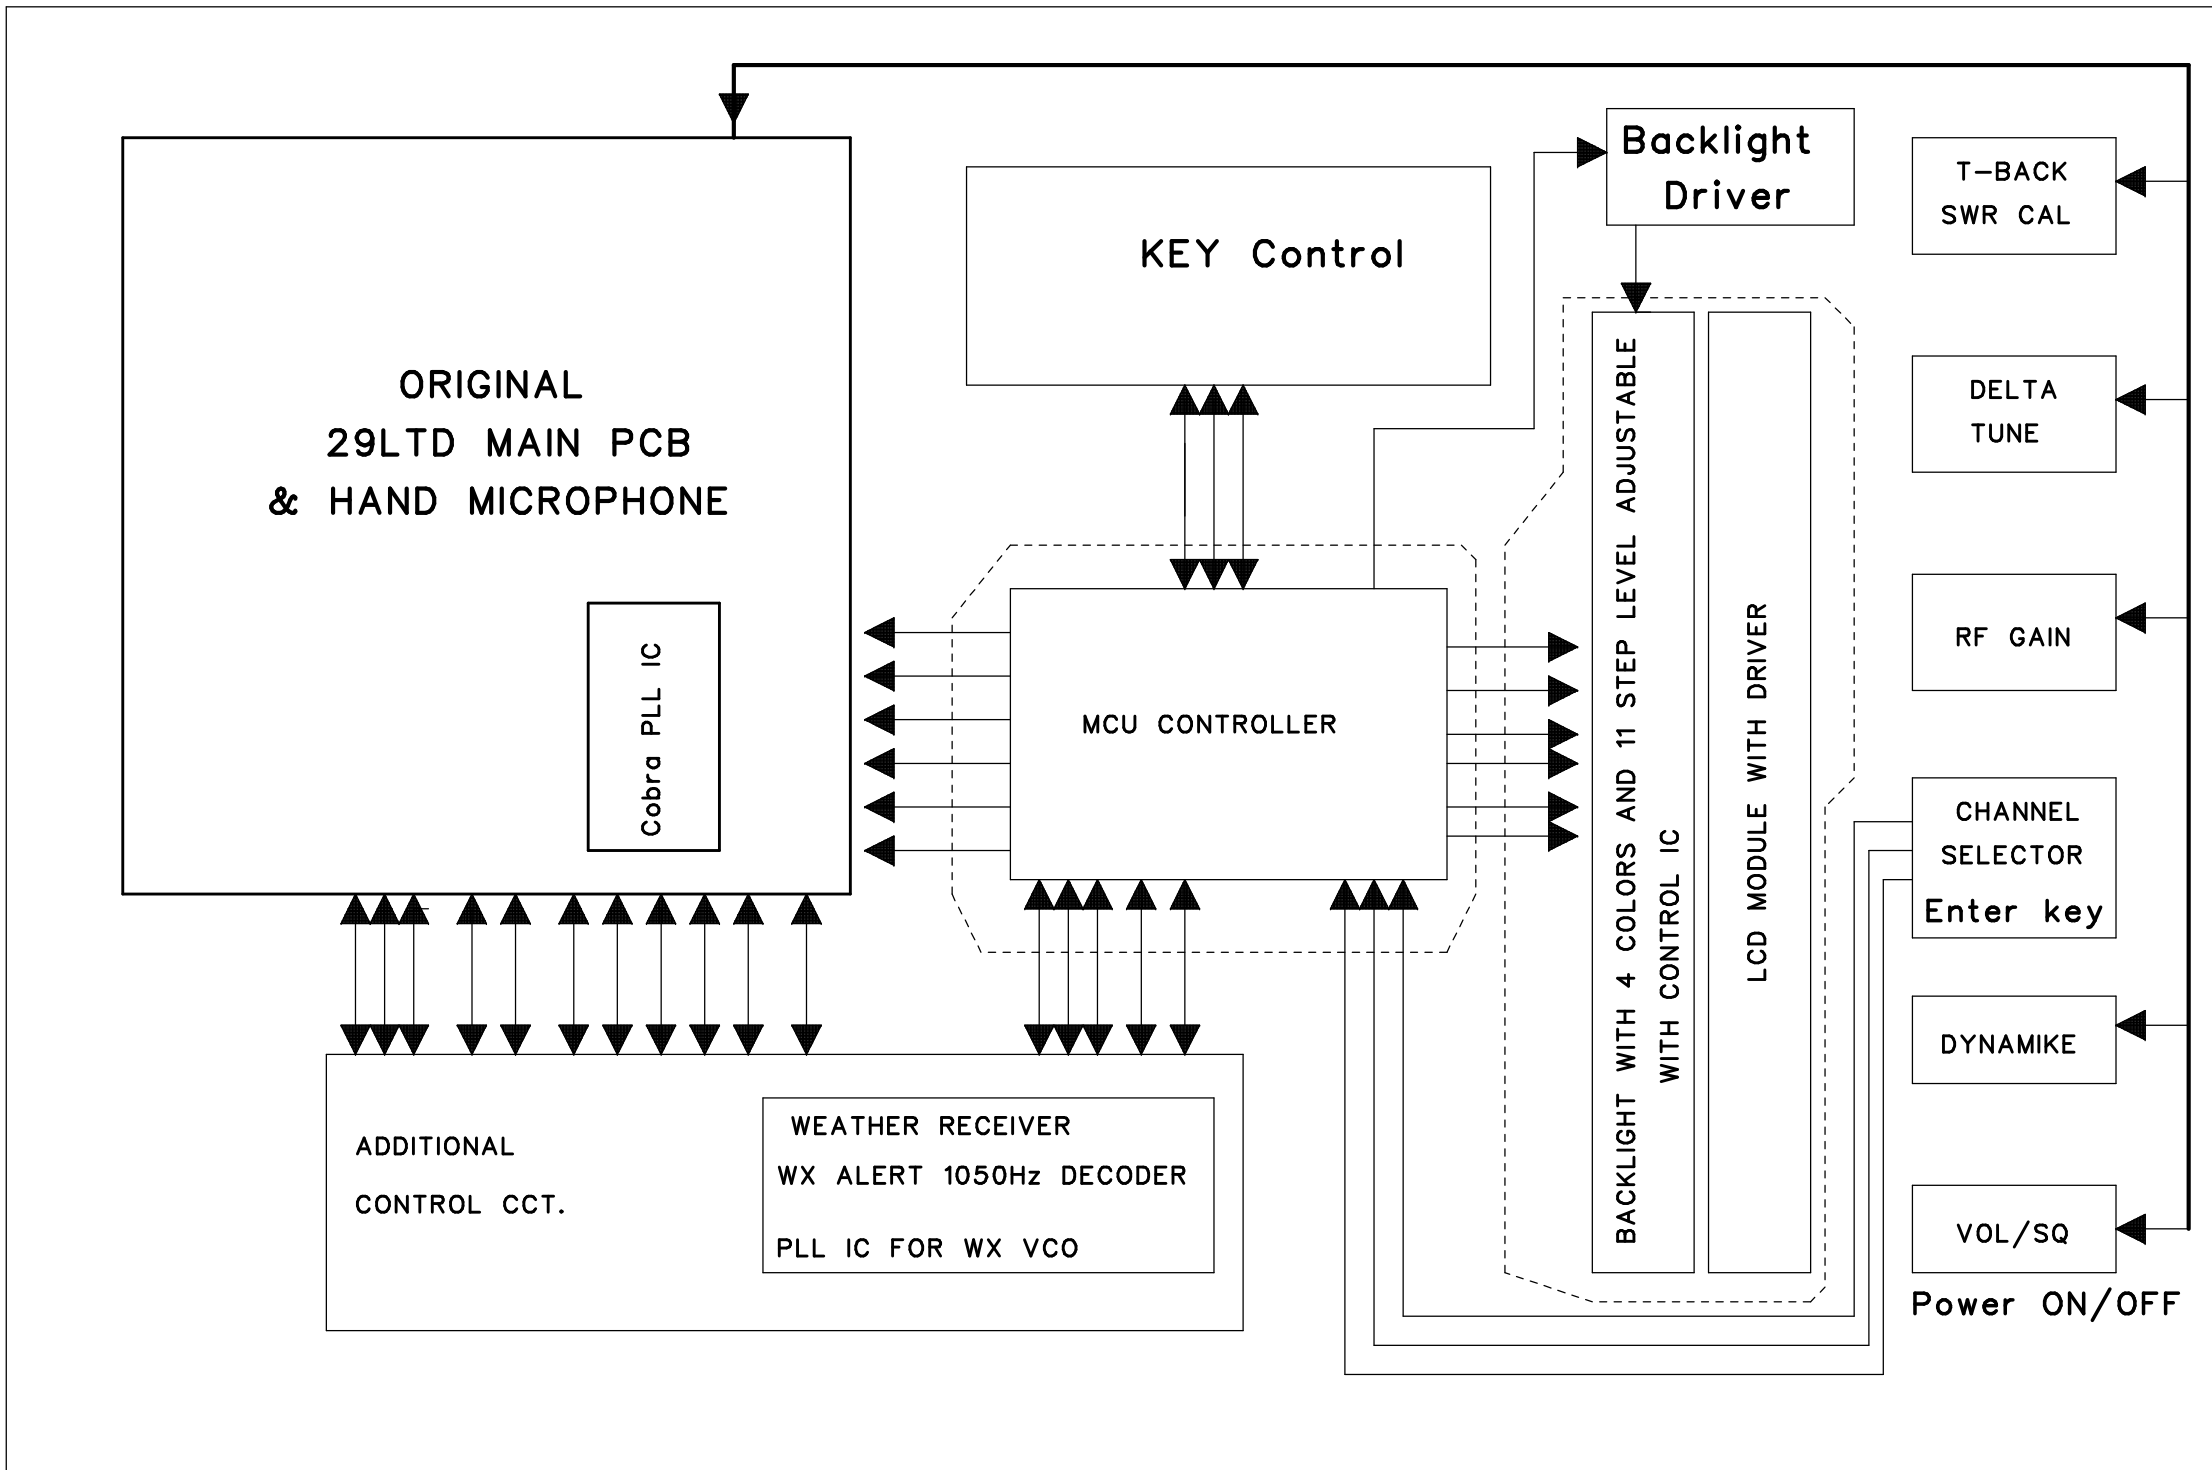 ORIGINAL
29LTD MAIN PCB
& HAND MICROPHONE
Cobra PLL IC
KEY Control
Backlight
Driver
MCU CONTROLLER
BACKLIGHT WITH 4 COLORS AND 11 STEP LEVEL ADJUSTABLE
WITH CONTROL IC
LCD MODULE WITH DRIVER
T-BACK
SWR CAL
DELTA
TUNE
RF GAIN
CHANNEL
SELECTOR
Enter key
DYNAMIKE
VOL/SQ
Power ON/OFF
ADDITIONAL
CONTROL CCT.
WEATHER RECEIVER
WX ALERT 1050Hz DECODER
PLL IC FOR WX VCO